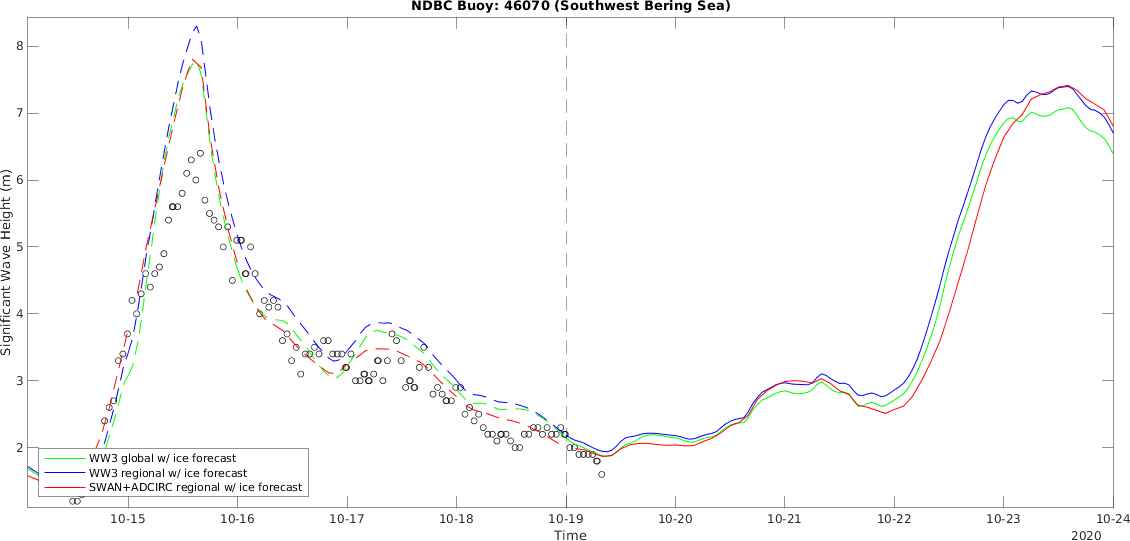 NDBC Buoy: 46070 (Southwest Bering Sea)
Significant Wave Height (m)
8
7
6
5
4
3
2
WW3 global w/ ice forecast
WW3 regional w/ ice forecast
SWAN+ADCIRC regional w/ ice forecast
10-15 10-16 10-17 10-18 10-19 10-20 10-21 10-22 10-23 10-24
Time
2020